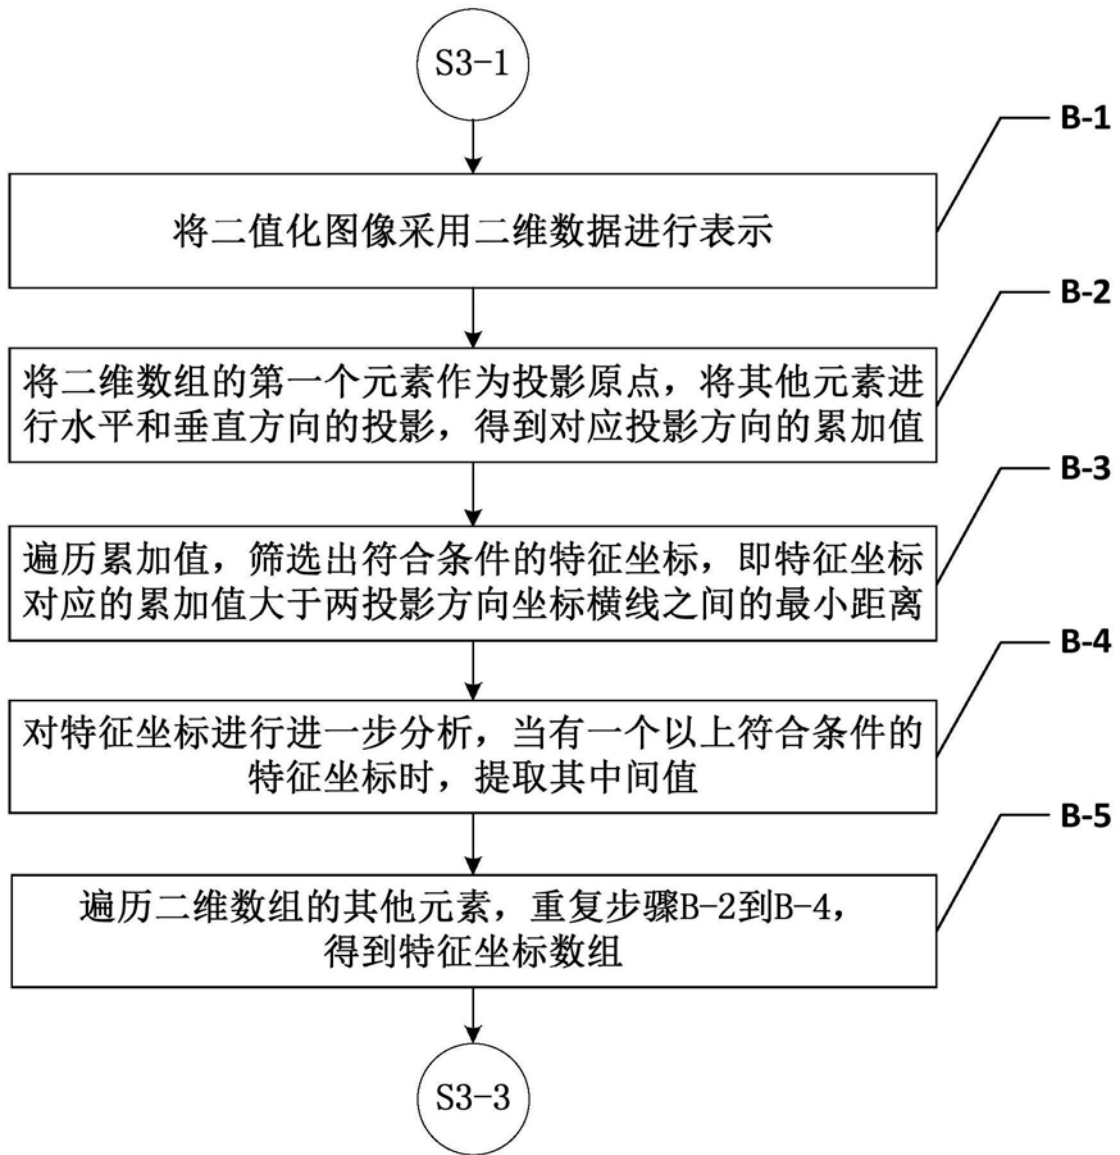 S3-1
B-1
将二值化图像采用二维数据进行表示
B-2
将二维数组的第一个元素作为投影原点，将其他元素进
行水平和垂直方向的投影，得到对应投影方向的累加值
B-3
遍历累加值，筛选出符合条件的特征坐标，即特征坐标
对应的累加值大于两投影方向坐标横线之间的最小距离
B-4
对特征坐标进行进一步分析，当有一个以上符合条件的
特征坐标时，提取其中间值
B-5
遍历二维数组的其他元素，重复步骤B-2到B-4，
得到特征坐标数组
S3-3